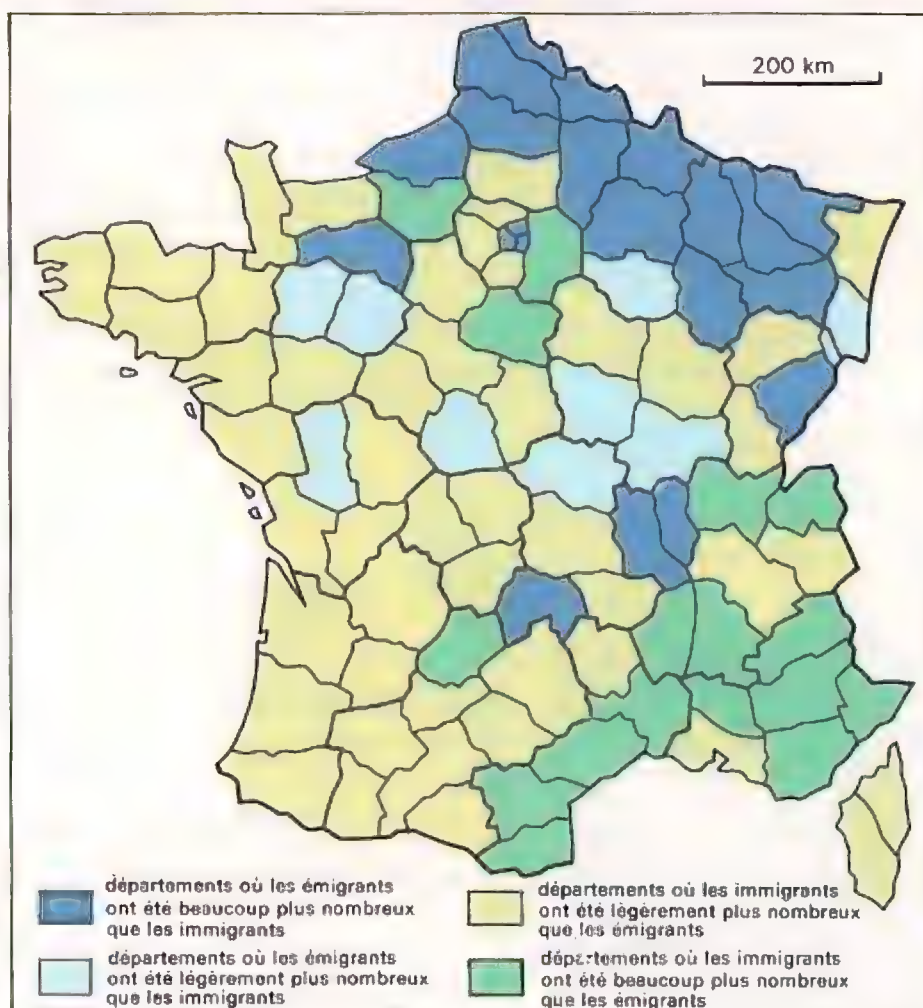 200 km
départements où les émigrants
ont été beaucoup plus nombreux
que les immigrants
départements où les émigrants
ont été légèrement plus nombreux
que les immigrants
départements où les immigrants
ont été légèrement plus nombreux
que les émigrants
départements où les immigrants
ont été beaucoup plus nombreux
que les émigrants